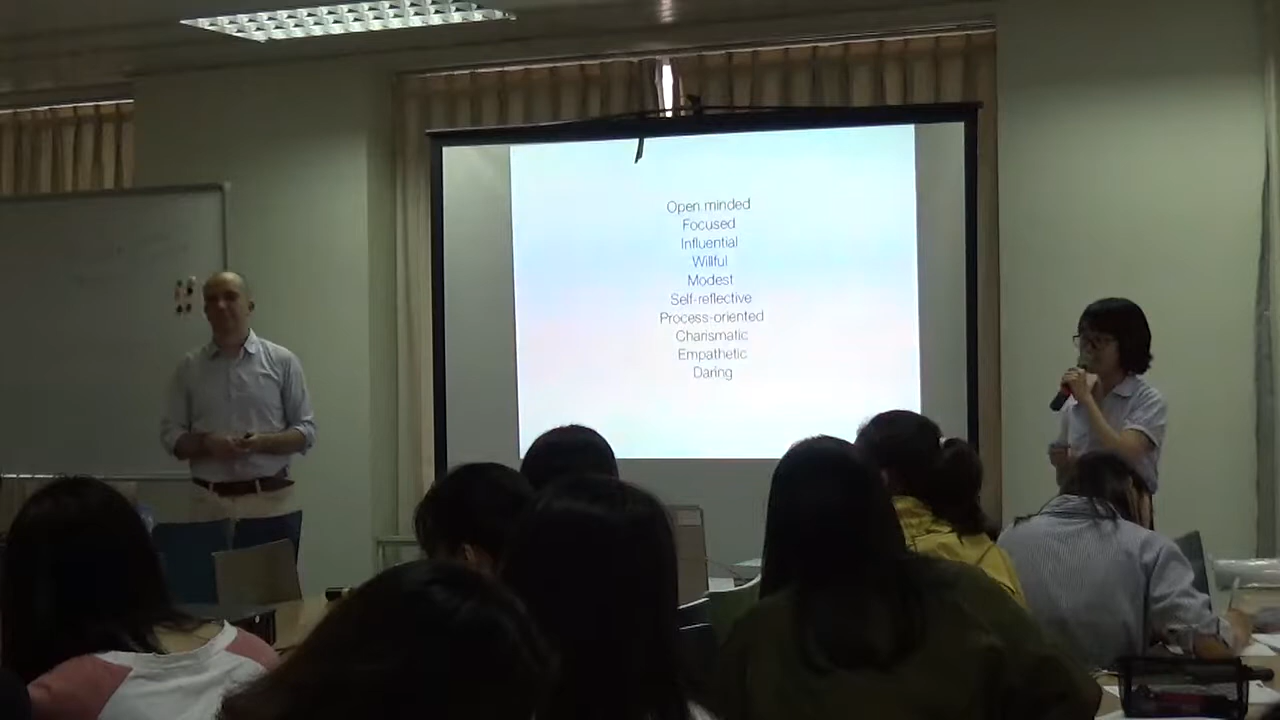 Open minded
Focused
Influential
Willful
Modest
Self-reflective
Process-oriented
Charismatic
Empathetic
Daring